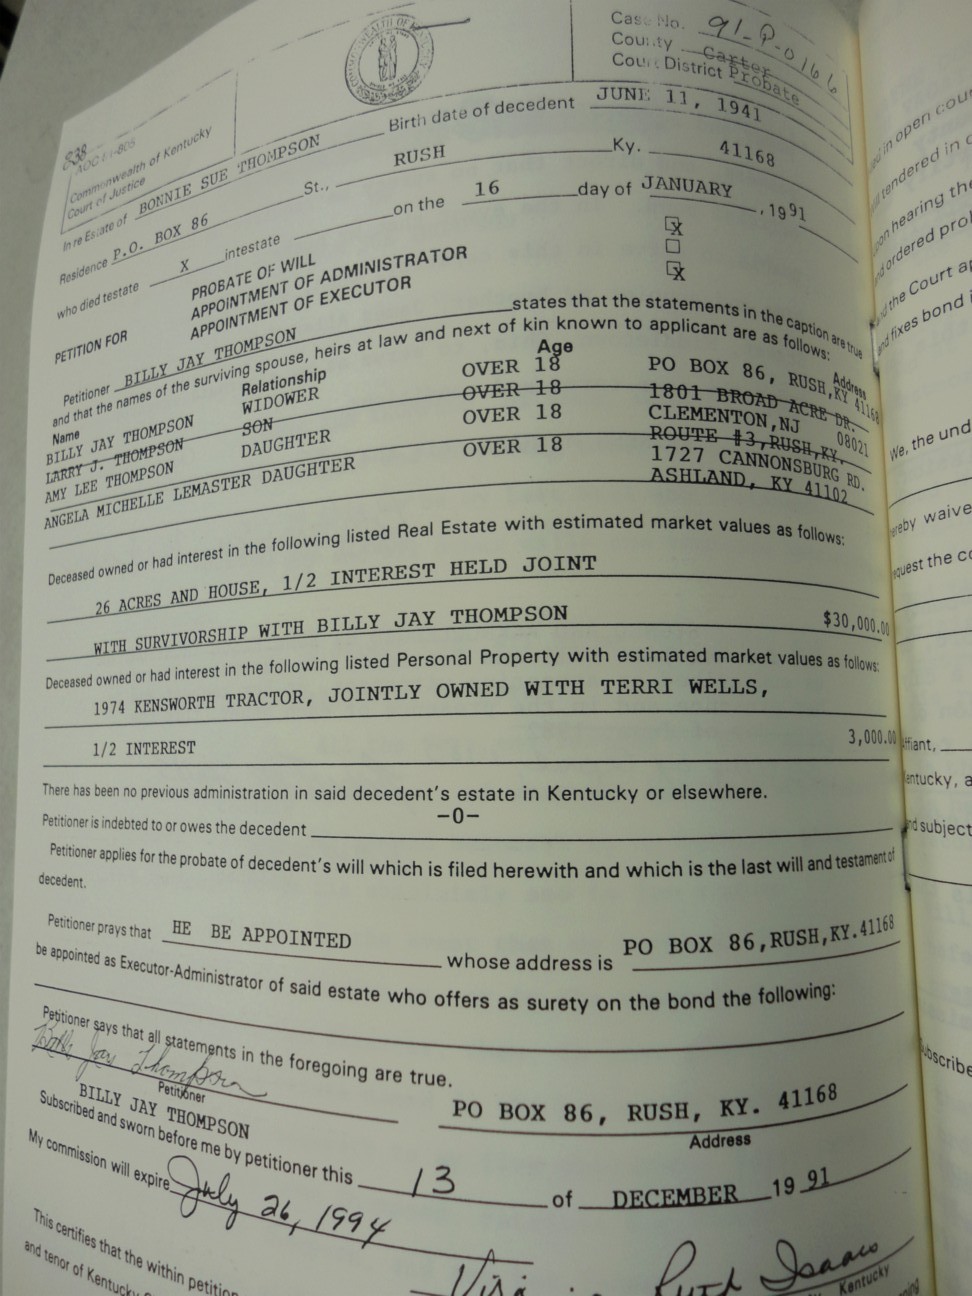 Case No. 91-P-0166
County Carter
Court District Probate
838
AOC-805
Commonwealth of Kentucky
Court of Justice
In re Estate of BONNIE SUE THOMPSON Birth date of decedent JUNE 11, 1941
Residence P.O. BOX 86 St., RUSH Ky. 41168
who died testate X intestate on the 16 day of JANUARY, 1991
PETITION FOR
PROBATE OF WILL X
APPOINTMENT OF ADMINISTRATOR
APPOINTMENT OF EXECUTOR X
Petitioner BILLY JAY THOMPSON states that the statements in the caption are true
and that the names of the surviving spouse, heirs at law and next of kin known to applicant are as follows:
Name Relationship Age Address
BILLY JAY THOMPSON WIDOWER OVER 18 PO BOX 86, RUSH, KY 41168
LARRY J. THOMPSON SON OVER 18 1801 BROAD ACRE DR.
CLEMENTON, NJ 08021
AMY LEE THOMPSON DAUGHTER OVER 18 ROUTE #3, RUSH, KY.
ANGELA MICHELLE LEMASTER DAUGHTER OVER 18 1727 CANNONSBURG RD.
ASHLAND, KY 41102
Deceased owned or had interest in the following listed Real Estate with estimated market values as follows:
26 ACRES AND HOUSE, 1/2 INTEREST HELD JOINT
WITH SURVIVORSHIP WITH BILLY JAY THOMPSON $30,000.00
Deceased owned or had interest in the following listed Personal Property with estimated market values as follows:
1974 KENSWORTH TRACTOR, JOINTLY OWNED WITH TERRI WELLS,
1/2 INTEREST 3,000.00
There has been no previous administration in said decedent's estate in Kentucky or elsewhere.
Petitioner is indebted to or owes the decedent -0-
Petitioner applies for the probate of decedent's will which is filed herewith and which is the last will and testament of
decedent.
Petitioner prays that HE BE APPOINTED whose address is PO BOX 86,RUSH,KY.41168
be appointed as Executor-Administrator of said estate who offers as surety on the bond the following:
Petitioner says that all statements in the foregoing are true.
Billy Jay Thompson
Petitioner
BILLY JAY THOMPSON
PO BOX 86, RUSH, KY. 41168
Address
Subscribed and sworn before me by petitioner this 13 of DECEMBER 19 91
My commission will expire July 26, 1994
Ruth Isaacs
Kentucky
This certifies that the within petition
and tenor of Kentucky
in open
tendered in
hearing the
ordered
the Court
fixes bond
We, the
waive
request the
ffiant,
entucky, a
nd subject